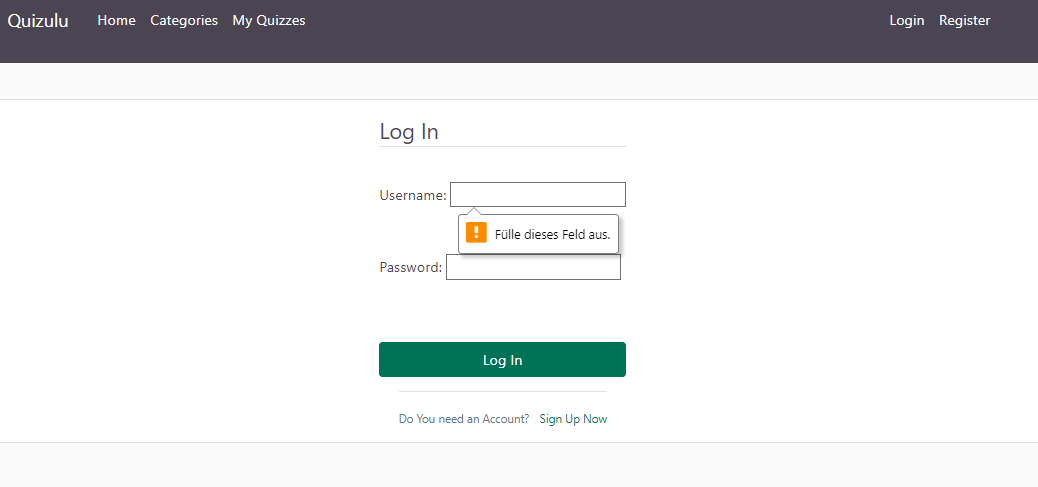 Quizulu Home Categories My Quizzes Login Register
Log In
Username:
Fülle dieses Feld aus.
Password:
Log In
Do You need an Account? Sign Up Now